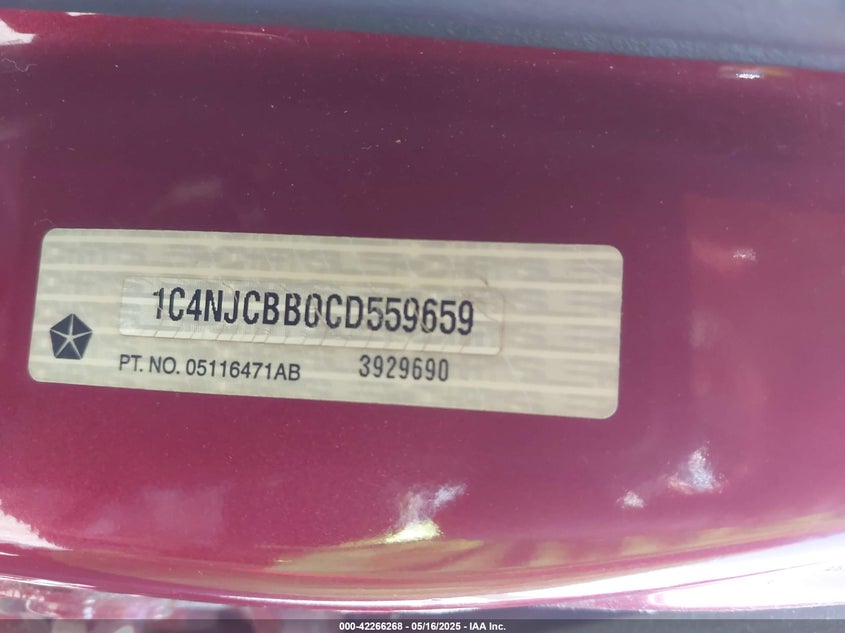 1C4NJCBB0CD559659
PT. NO. 05116471AB 3929690
000-42266268 - 05/16/2025 - IAA Inc.